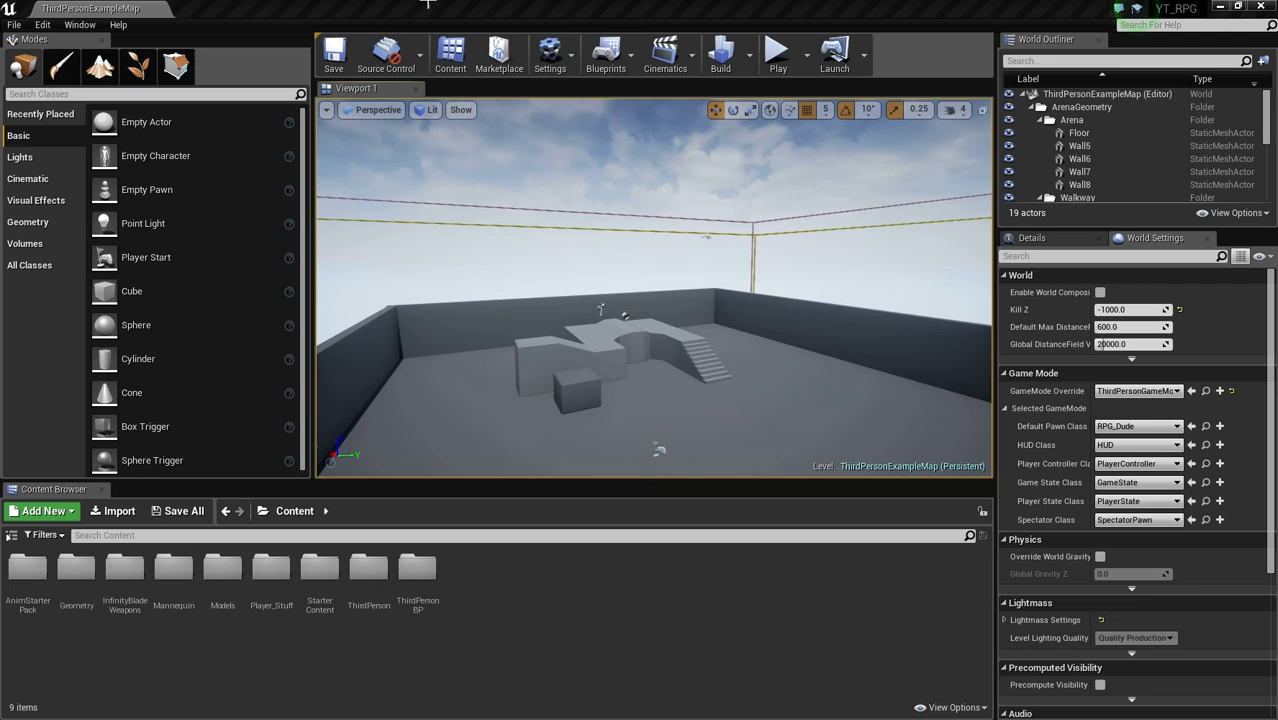 ThirdPersonExampleMap
YT_RPG
File Edit Window Help
Search For Help
Modes
Search Classes
Recently Placed
Basic
Lights
Cinematic
Visual Effects
Geometry
Volumes
All Classes
Empty Actor
Empty Character
Empty Pawn
Point Light
Player Start
Cube
Sphere
Cylinder
Cone
Box Trigger
Sphere Trigger
Save
Source Control
Content
Marketplace
Settings
Blueprints
Cinematics
Build
Play
Launch
Viewport 1
Perspective Lit Show
5 10° 0.25 4
Y
Level: ThirdPersonExampleMap (Persistent)
World Outliner
Search...
Label Type
ThirdPersonExampleMap (Editor) World
ArenaGeometry Folder
Arena Folder
Floor StaticMeshActor
Wall5 StaticMeshActor
Wall6 StaticMeshActor
Wall7 StaticMeshActor
Wall8 StaticMeshActor
Walkway Folder
19 actors View Options
Details World Settings
Search
World
Enable World Composi
Kill Z -1000.0
Default Max DistanceF 600.0
Global DistanceField V 20000.0
Game Mode
GameMode Override ThirdPersonGameMo
Selected GameMode
Default Pawn Class RPG_Dude
HUD Class HUD
Player Controller Cla PlayerController
Game State Class GameState
Player State Class PlayerState
Spectator Class SpectatorPawn
Physics
Override World Gravity
Global Gravity Z 0.0
Lightmass
Lightmass Settings
Level Lighting Quality Quality Production
Precomputed Visibility
Precompute Visibility
Audio
Content Browser
Add New Import Save All Content
Filters Search Content
AnimStarter
Pack
Geometry
InfinityBlade
Weapons
Mannequin
Models
Player_Stuff
Starter
Content
ThirdPerson
ThirdPerson
BP
9 items View Options